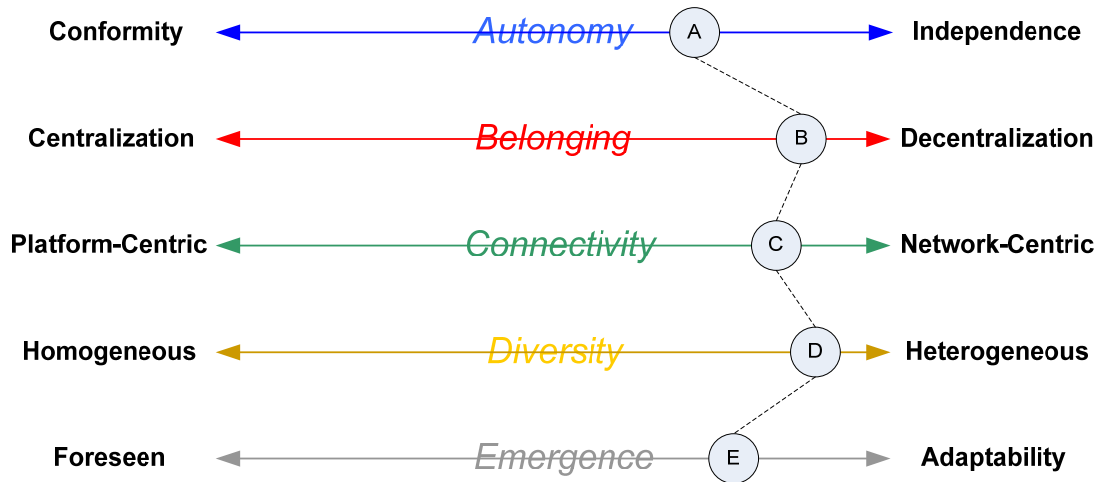 Conformity Autonomy A Independence
Centralization Belonging B Decentralization
Platform-Centric Connectivity C Network-Centric
Homogeneous Diversity D Heterogeneous
Foreseen Emergence E Adaptability